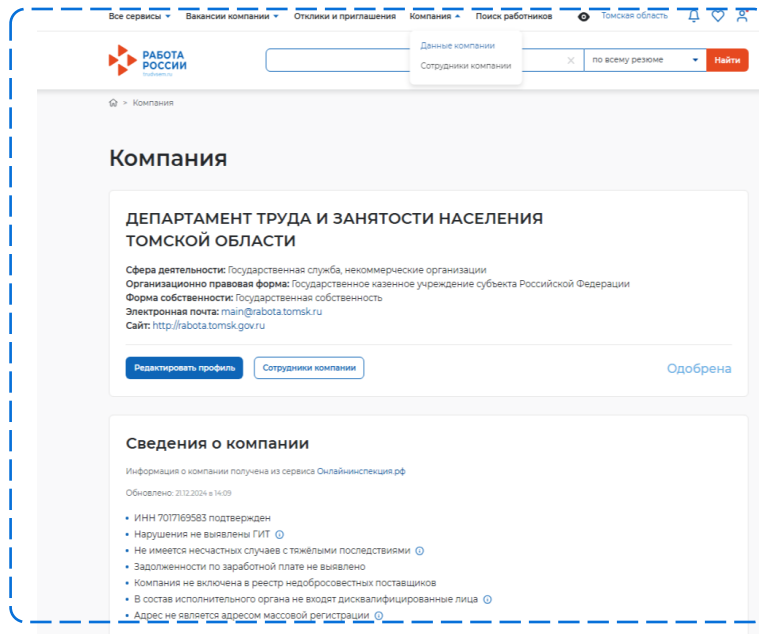 Все сервисы Вакансии компании Отклики и приглашения Компания Поиск работников Томская область
Данные компании
Сотрудники компании
РАБОТА
РОССИИ
trudvsem.ru
по всему резюме
Найти
> Компания
Компания
ДЕПАРТАМЕНТ ТРУДА И ЗАНЯТОСТИ НАСЕЛЕНИЯ
ТОМСКОЙ ОБЛАСТИ
Сфера деятельности: Государственная служба, некоммерческие организации
Организационно правовая форма: Государственное казенное учреждение субъекта Российской Федерации
Форма собственности: Государственная собственность
Электронная почта: main@rabota.tomsk.ru
Сайт: http://rabota.tomsk.gov.ru
Редактировать профиль Сотрудники компании Одобрена
Сведения о компании
Информация о компании получена из сервиса Онлайнинспекция.рф
Обновлено: 21.12.2024 в 14:09
• ИНН 7017169583 подтвержден
• Нарушения не выявлены ГИТ
• Не имеется несчастных случаев с тяжёлыми последствиями
• Задолженности по заработной плате не выявлено
• Компания не включена в реестр недобросовестных поставщиков
• В состав исполнительного органа не входят дисквалифицированные лица
• Адрес не является адресом массовой регистрации